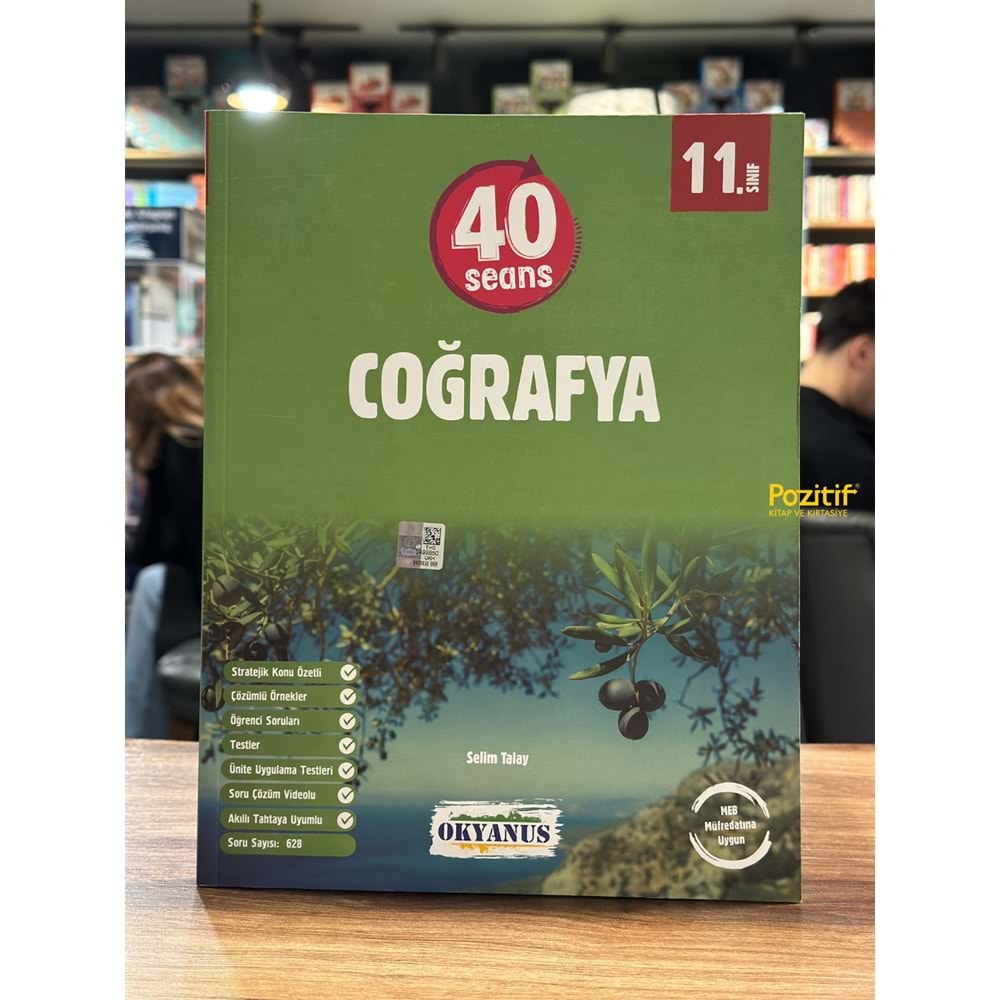 11. SINIF
40
seans
COĞRAFYA
Pozitif
KİTAP VE KIRTASİYE
Stratejik Konu Özetli
Çözümlü Örnekler
Öğrenci Soruları
Testler
Ünite Uygulama Testleri
Soru Çözüm Videolu
Akıllı Tahtaya Uyumlu
Soru Sayısı: 628
Selim Talay
OKYANUS
MEB
Müfredatına
Uygun